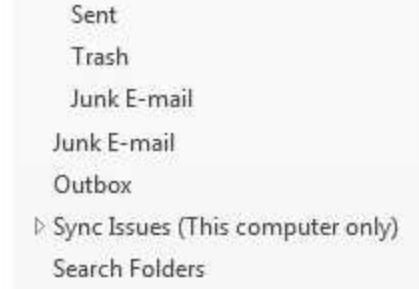 Sent
Trash
Junk E-mail
Junk E-mail
Outbox
Sync Issues (This computer only)
Search Folders